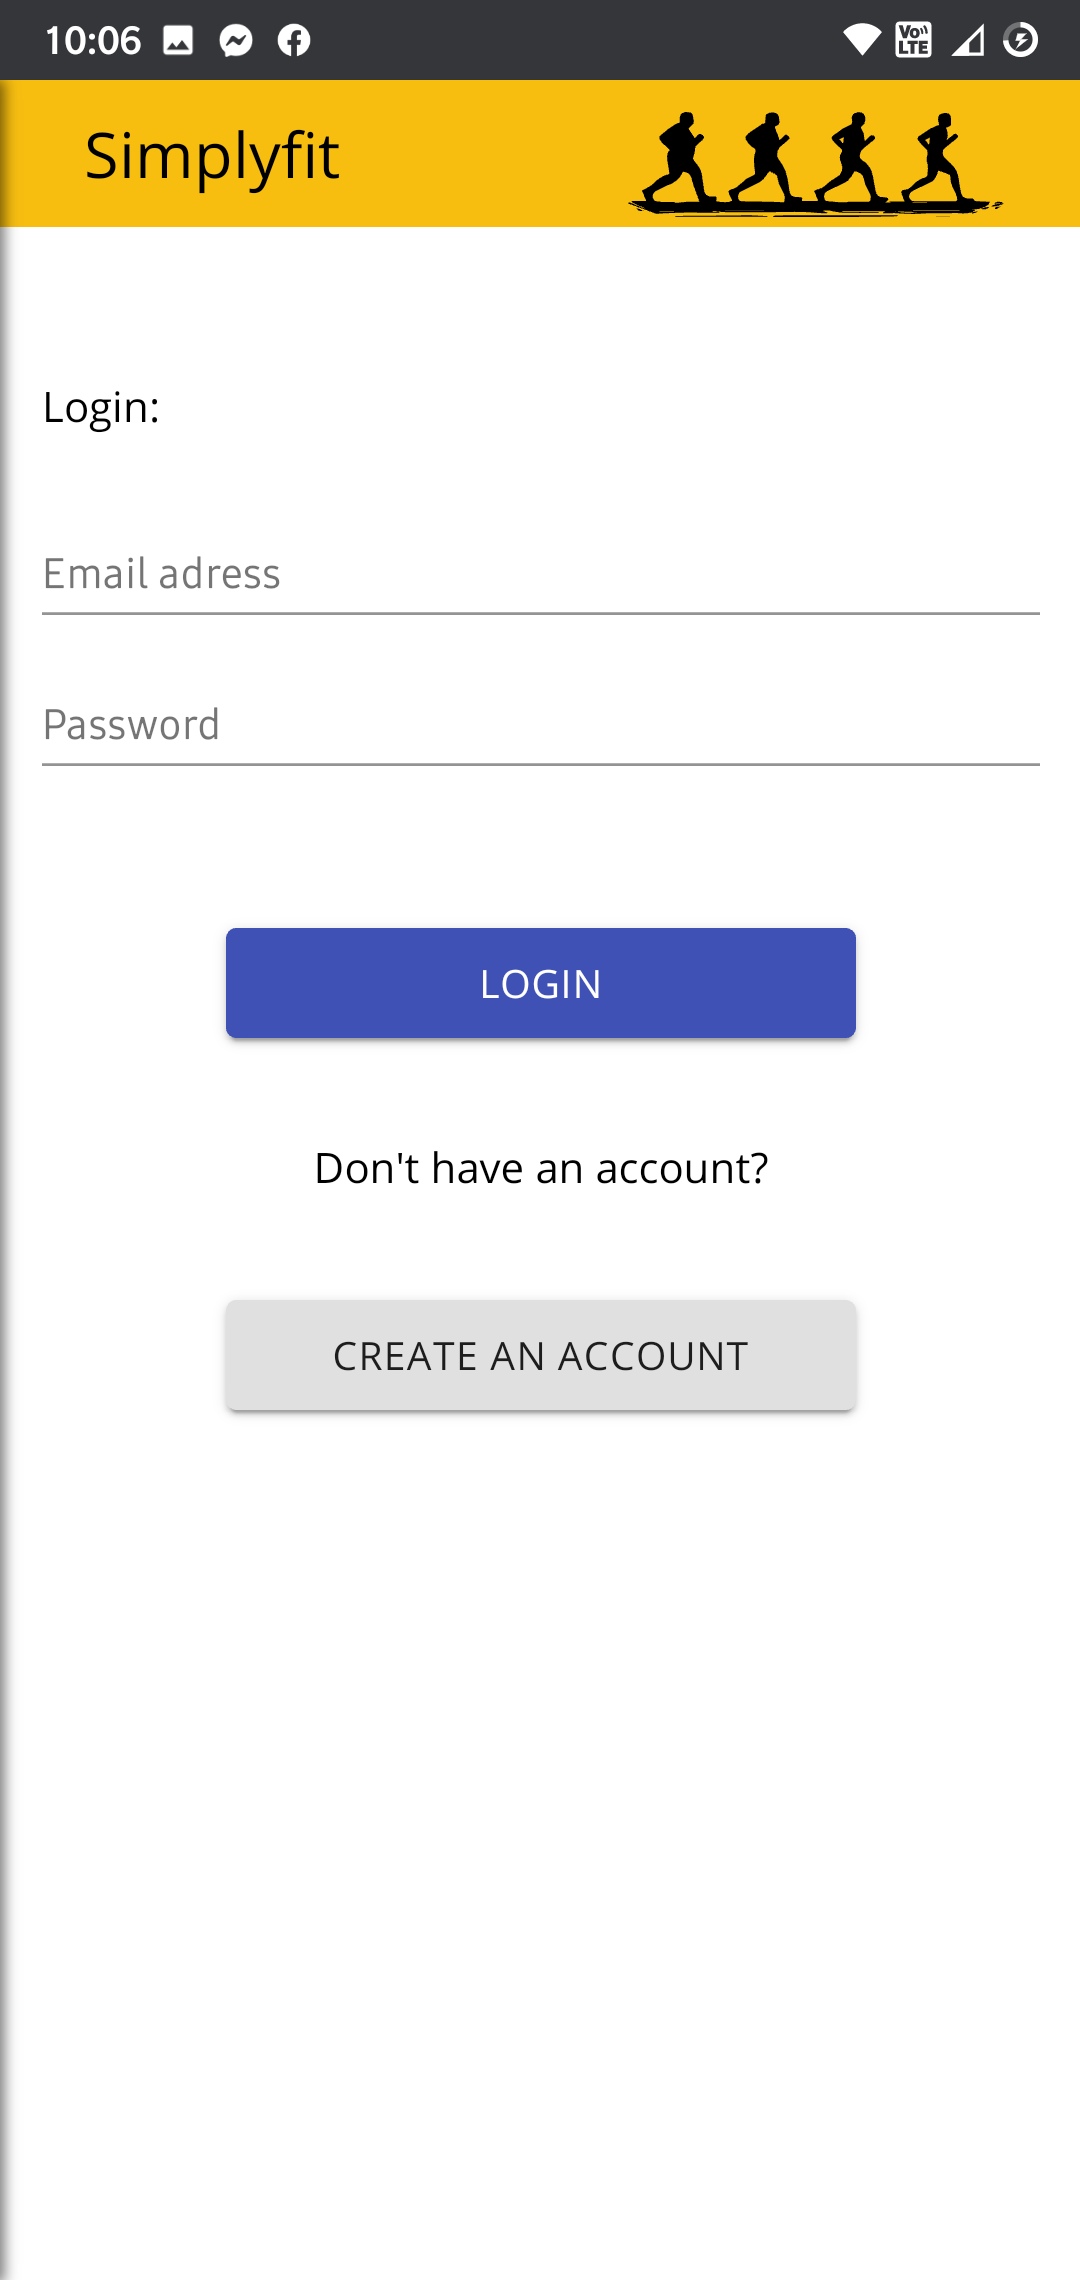 10:06
Vo)) LTE
Simplyfit
Login:
Email adress
Password
LOGIN
Don't have an account?
CREATE AN ACCOUNT